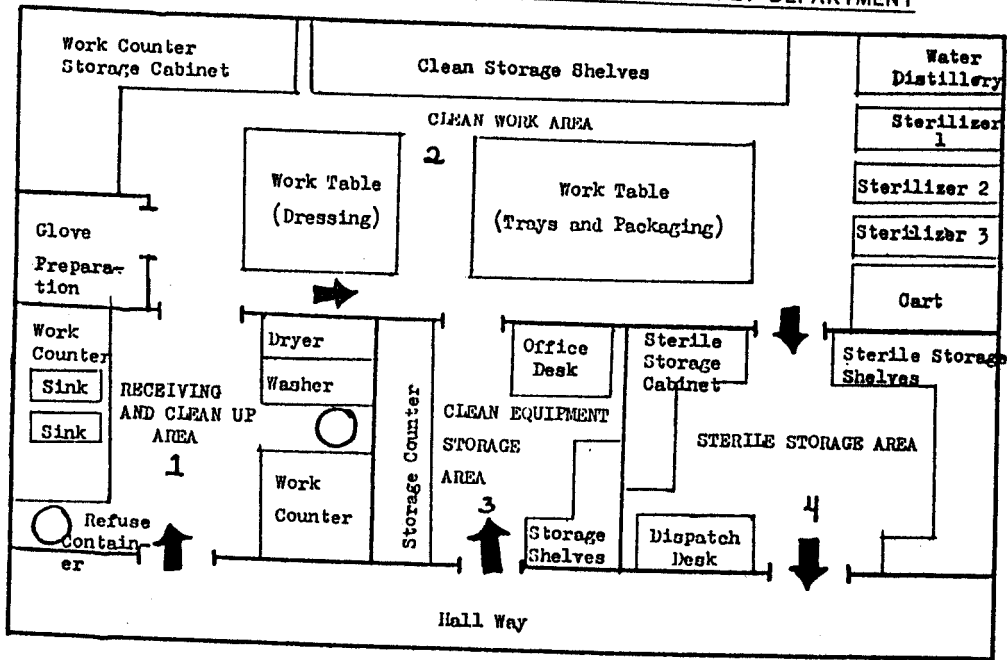 DEPARTMENT
Work Counter
Storage Cabinet
Clean Storage Shelves
Water
Distillery
CLEAN WORK AREA
2
Sterilizer
1
Work Table
(Dressing)
Work Table
(Trays and Packaging)
Sterilizer 2
Sterilizer 3
Glove
Prepara-
tion
Cart
Work
Counter
Sink
Sink
RECEIVING
AND CLEAN UP
AREA
1
Refuse
Contain-
er
Dryer
Washer
Work
Counter
Storage Counter
Office
Desk
CLEAN EQUIPMENT
STORAGE
AREA
3
Storage
Shelves
Sterile
Storage
Cabinet
Sterile Storage
Shelves
STERILE STORAGE AREA
4
Dispatch
Desk
Hall Way